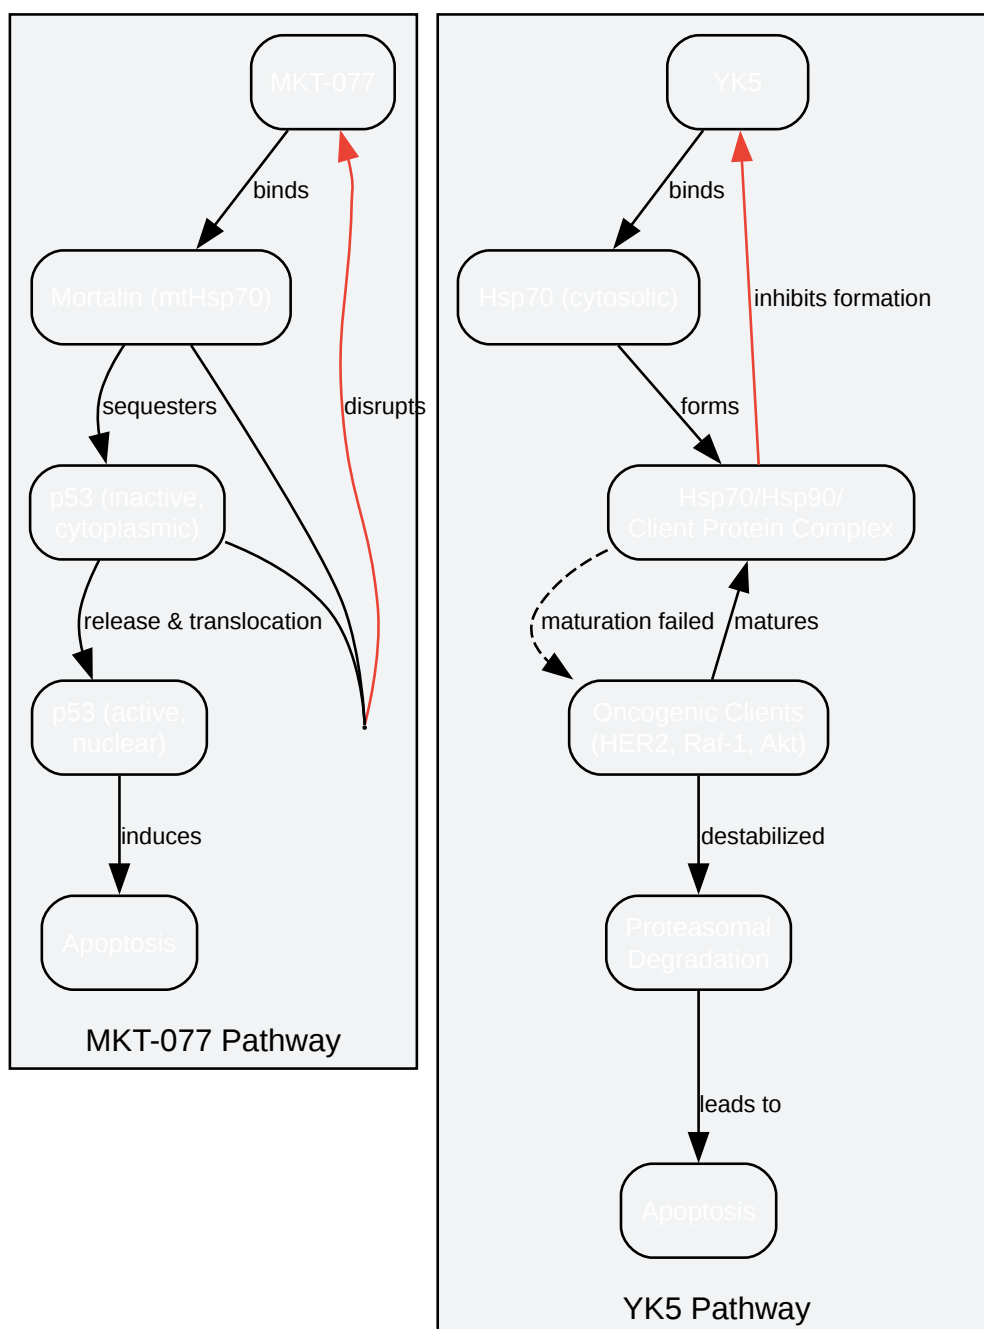 MKT-077
binds
Mortalin (mtHsp70)
sequesters
disrupts
p53 (inactive,
cytoplasmic)
release & translocation
p53 (active,
nuclear)
induces
Apoptosis
MKT-077 Pathway
YK5
binds
Hsp70 (cytosolic)
inhibits formation
forms
Hsp70/Hsp90/
Client Protein Complex
maturation failed
matures
Oncogenic Clients
(HER2, Raf-1, Akt)
destabilized
Proteasomal
Degradation
leads to
Apoptosis
YK5 Pathway